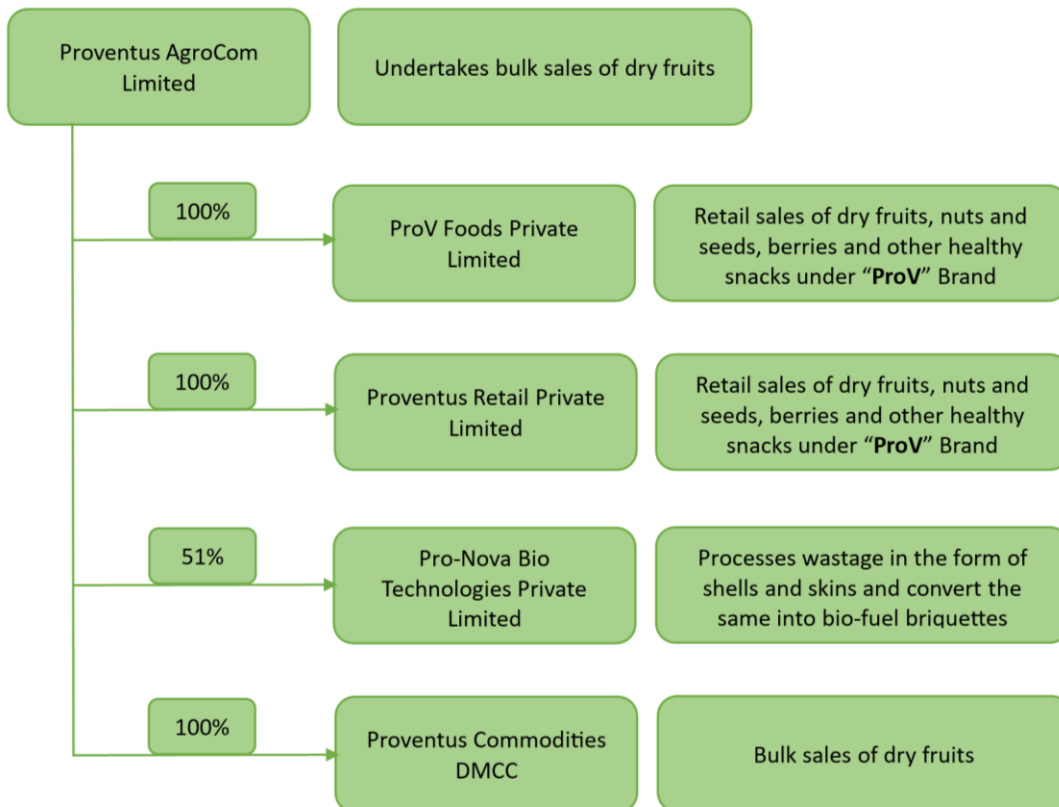 Proventus AgroCom
Limited
Undertakes bulk sales of dry fruits
100%
ProV Foods Private
Limited
Retail sales of dry fruits, nuts and
seeds, berries and other healthy
snacks under “ProV” Brand
100%
Proventus Retail Private
Limited
Retail sales of dry fruits, nuts and
seeds, berries and other healthy
snacks under “ProV” Brand
51%
Pro-Nova Bio
Technologies Private
Limited
Processes wastage in the form of
shells and skins and convert the
same into bio-fuel briquettes
100%
Proventus Commodities
DMCC
Bulk sales of dry fruits